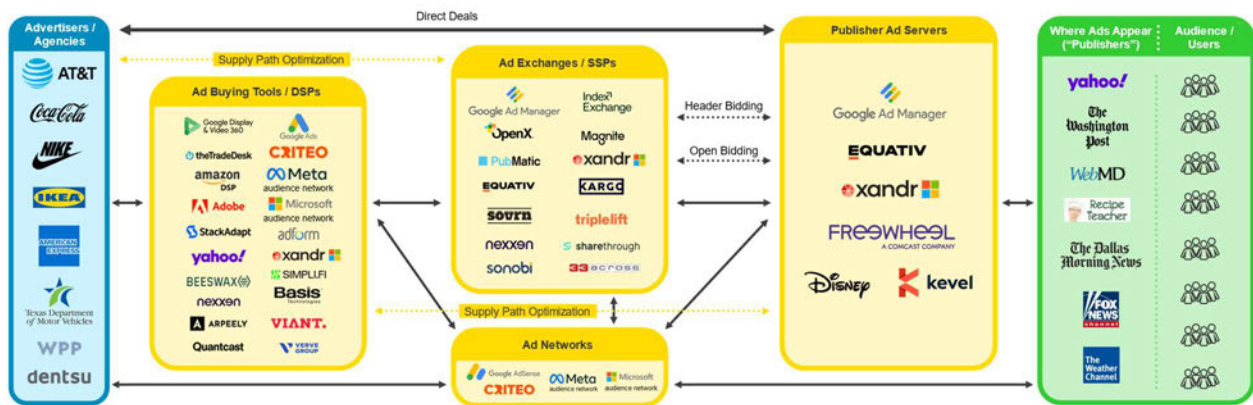 Advertisers /
Agencies
AT&T
Coca-Cola
NIKE
IKEA
AMERICAN
EXPRESS
Texas Department
of Motor Vehicles
WPP
dentsu
Direct Deals
Supply Path Optimization
Ad Buying Tools / DSPs
Google Display
& Video 360
Google Ads
theTradeDesk
CRITEO
amazon
DSP
Meta
audience network
Adobe
Microsoft
audience network
StackAdapt
adform
yahoo!
xandr
BEESWAX
SIMPLI.FI
nexxen
Basis
Technologies
ARPEELY
VIANT.
Quantcast
VERVE
GROUP
Ad Exchanges / SSPs
Google Ad Manager
Index
Exchange
OpenX
Magnite
PubMatic
xandr
EQUATIV
KARGO
sovrn
triplelift
nexxen
sharethrough
sonobi
33across
Header Bidding
Open Bidding
Supply Path Optimization
Ad Networks
Google AdSense
CRITEO
Meta
audience network
Microsoft
audience network
Publisher Ad Servers
Google Ad Manager
EQUATIV
xandr
FREEWHEEL
A COMCAST COMPANY
Disney
kevel
Where Ads Appear
("Publishers")
Audience /
Users
yahoo!
The
Washington
Post
WebMD
Recipe
Teacher
The Dallas
Morning News
FOX
NEWS
channel
The
Weather
Channel